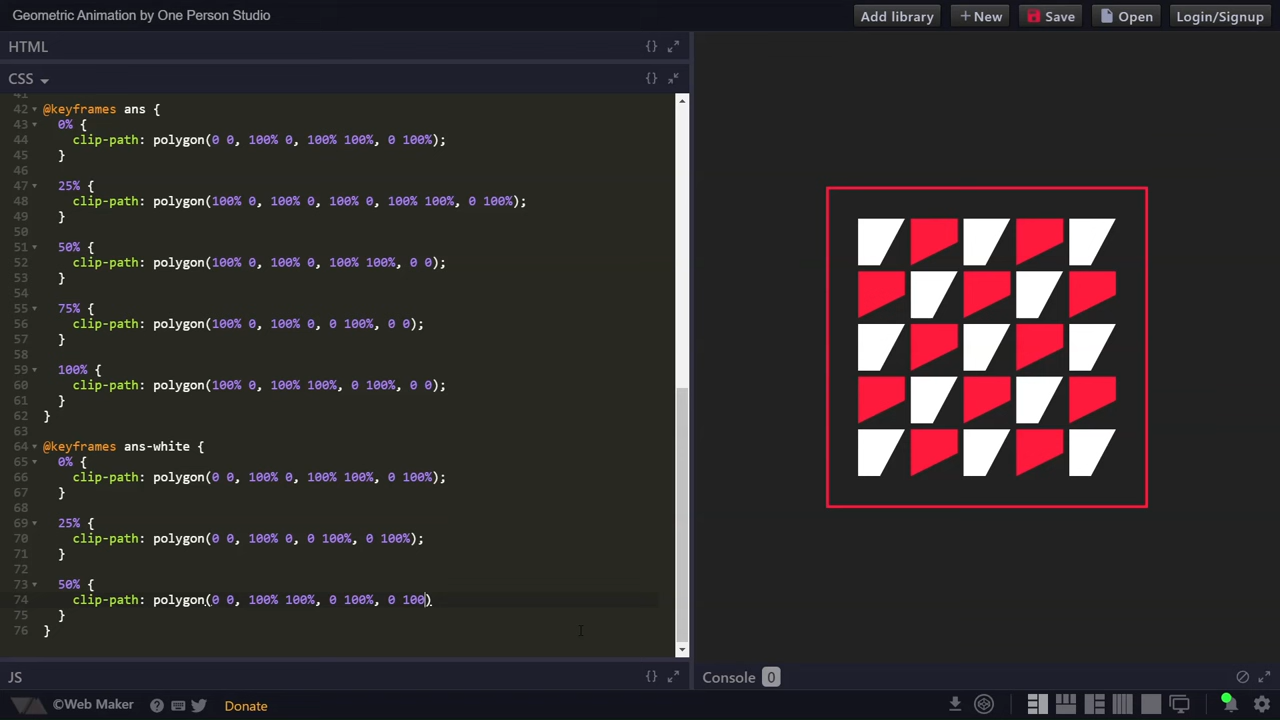 Geometric Animation by One Person Studio
Add library
+ New
Save
Open
Login/Signup
HTML
{}
CSS
{}
41
42 @keyframes ans {
43 0% {
44 clip-path: polygon(0 0, 100% 0, 100% 100%, 0 100%);
45 }
46
47 25% {
48 clip-path: polygon(100% 0, 100% 0, 100% 0, 100% 100%, 0 100%);
49 }
50
51 50% {
52 clip-path: polygon(100% 0, 100% 0, 100% 100%, 0 0);
53 }
54
55 75% {
56 clip-path: polygon(100% 0, 100% 0, 0 100%, 0 0);
57 }
58
59 100% {
60 clip-path: polygon(100% 0, 100% 100%, 0 100%, 0 0);
61 }
62 }
63
64 @keyframes ans-white {
65 0% {
66 clip-path: polygon(0 0, 100% 0, 100% 100%, 0 100%);
67 }
68
69 25% {
70 clip-path: polygon(0 0, 100% 0, 0 100%, 0 100%);
71 }
72
73 50% {
74 clip-path: polygon(0 0, 100% 100%, 0 100%, 0 100)
75 }
76 }
JS
{}
Console 0
©Web Maker
?
Donate